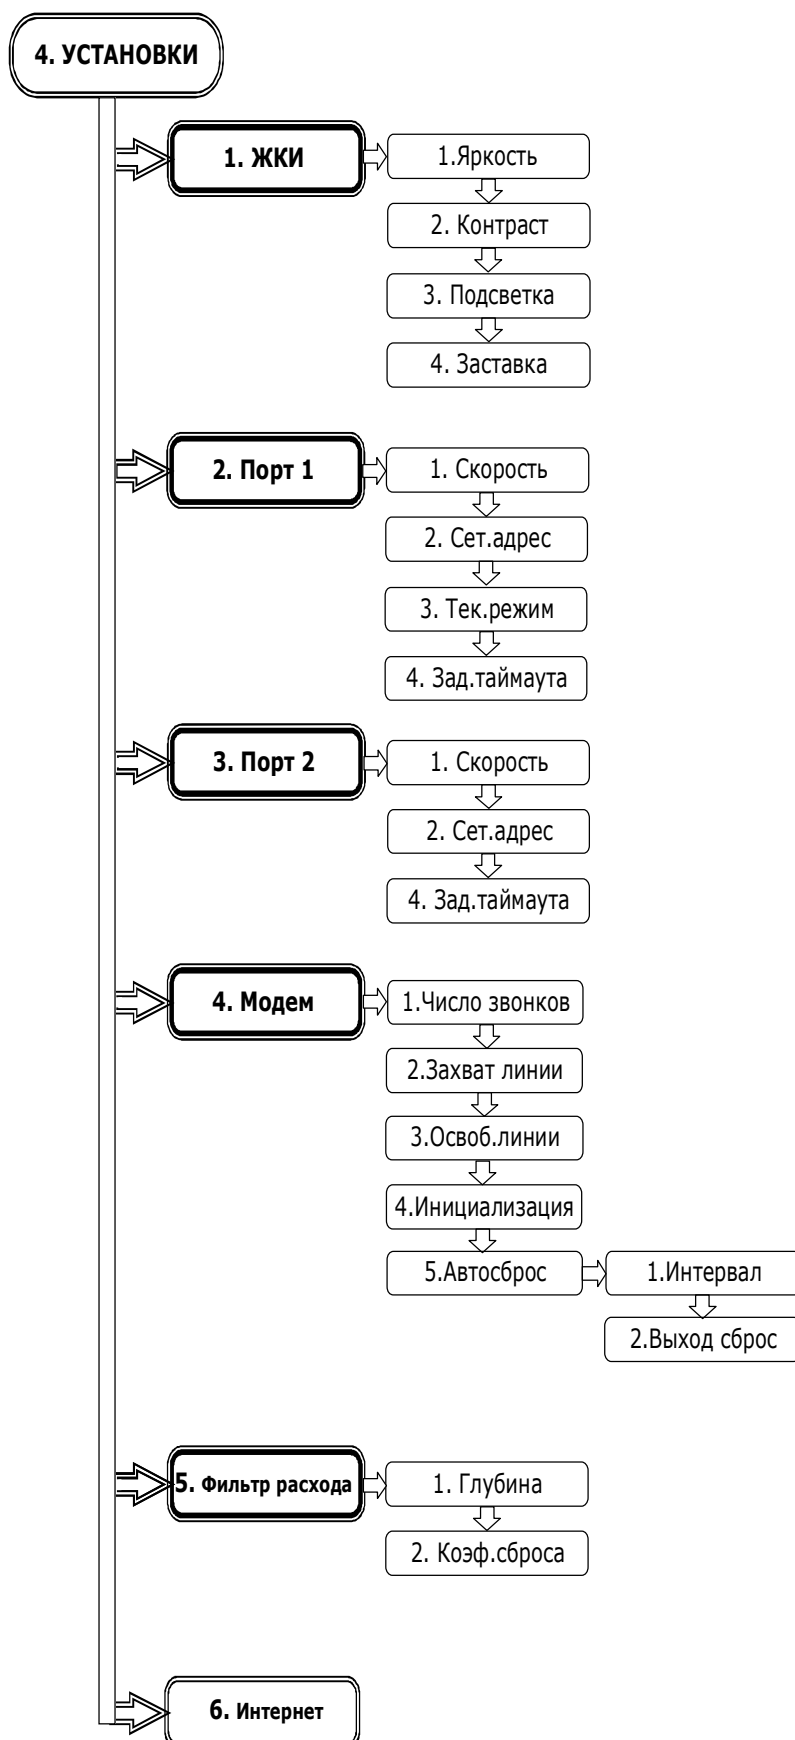 4. УСТАНОВКИ
1. ЖКИ
1.Яркость
2. Контраст
3. Подсветка
4. Заставка
2. Порт 1
1. Скорость
2. Сет.адрес
3. Тек.режим
4. Зад.таймаута
3. Порт 2
1. Скорость
2. Сет.адрес
4. Зад.таймаута
4. Модем
1.Число звонков
2.Захват линии
3.Освоб.линии
4.Инициализация
5.Автосброс
1.Интервал
2.Выход сброс
5. Фильтр расхода
1. Глубина
2. Коэф.сброса
6. Интернет